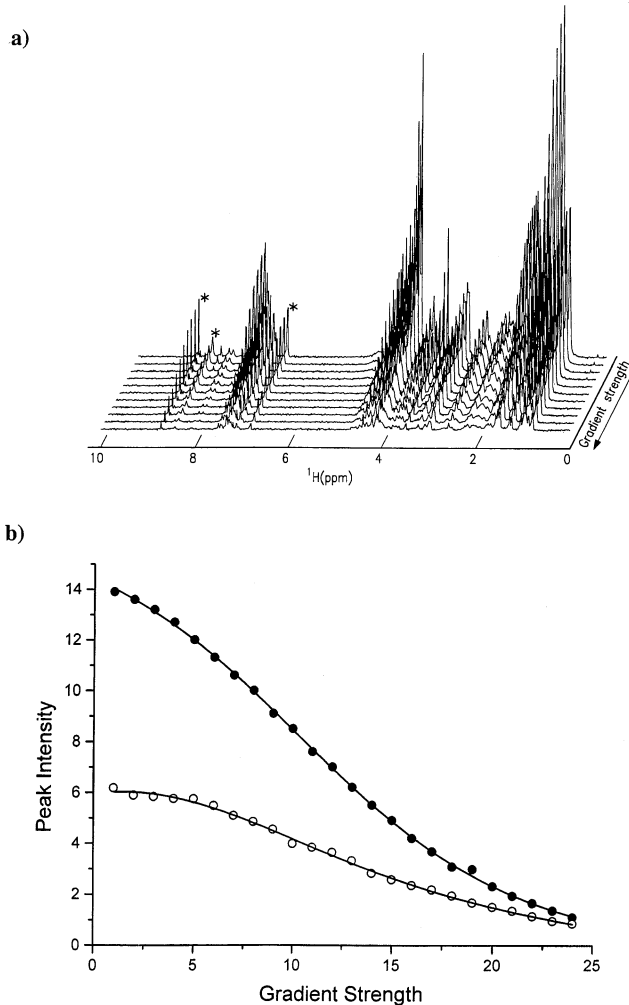 a)
*
*
*
Gradient strength
10 8 6 4 2 0
¹H(ppm)
b)
14
12
10
8
6
4
2
0
Peak Intensity
0 5 10 15 20 25
Gradient Strength